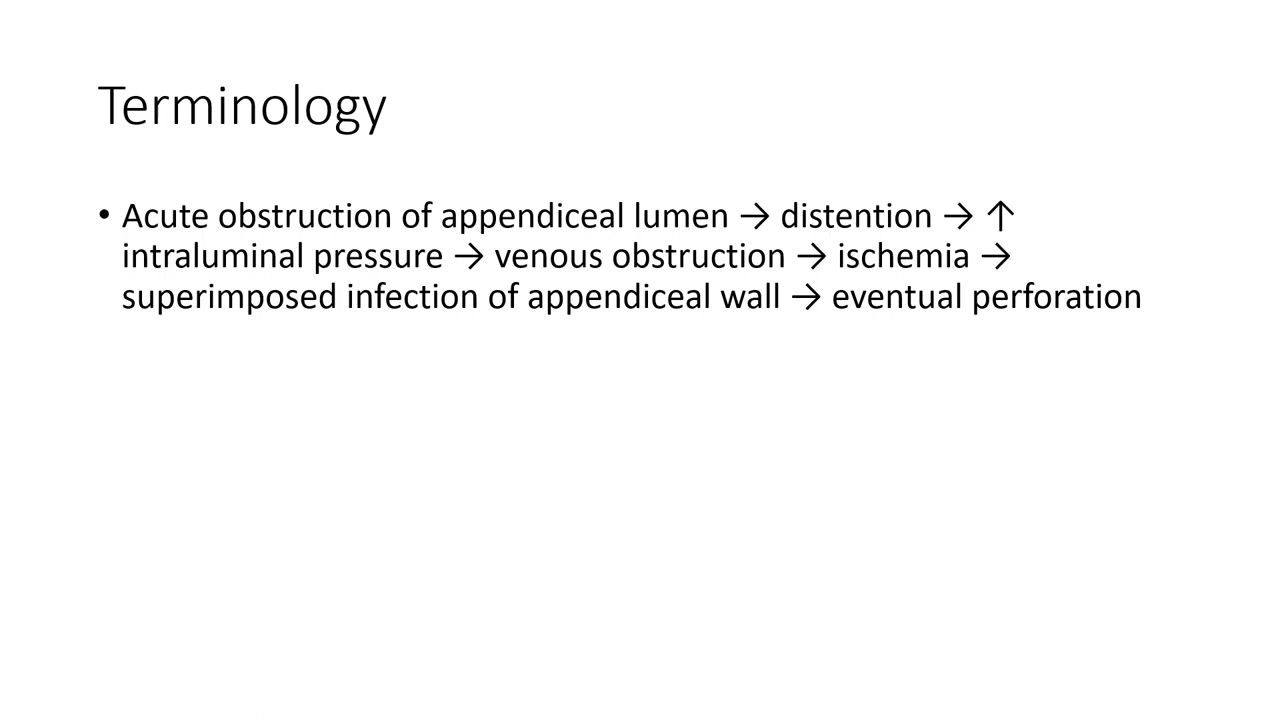 Terminology
• Acute obstruction of appendiceal lumen → distention → ↑
intraluminal pressure → venous obstruction → ischemia →
superimposed infection of appendiceal wall → eventual perforation